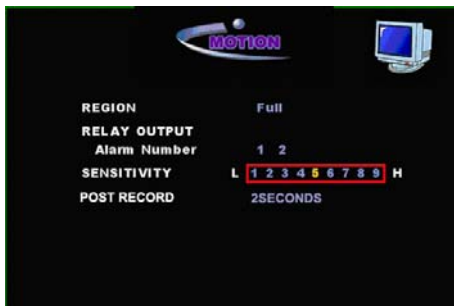 MOTION
REGION Full
RELAY OUTPUT
Alarm Number 1 2
SENSITIVITY L 1 2 3 4 5 6 7 8 9 H
POST RECORD 2SECONDS